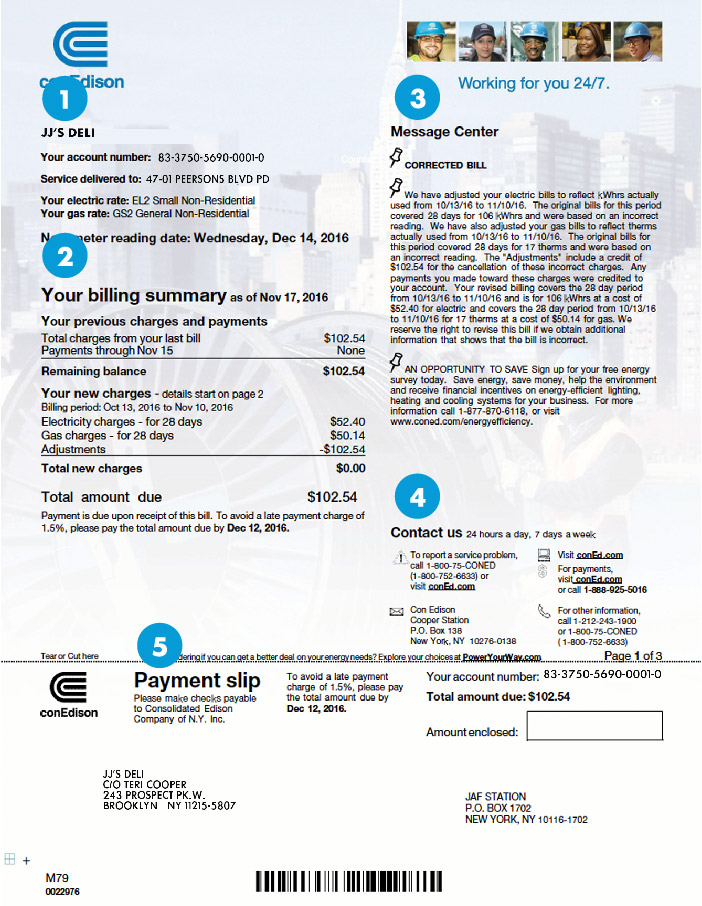 conEdison
Working for you 24/7.
1
JJ'S DELI
Your account number: 83-3750-5690-0001-0
Service delivered to: 47-01 PEERSONS BLVD PD
Your electric rate: EL2 Small Non-Residential
Your gas rate: GS2 General Non-Residential
meter reading date: Wednesday, Dec 14, 2016
2
Your billing summary as of Nov 17, 2016
Your previous charges and payments
Total charges from your last bill $102.54
Payments through Nov 15 None
Remaining balance $102.54
Your new charges - details start on page 2
Billing period: Oct 13, 2016 to Nov 10, 2016
Electricity charges - for 28 days $52.40
Gas charges - for 28 days $50.14
Adjustments -$102.54
Total new charges $0.00
Total amount due $102.54
Payment is due upon receipt of this bill. To avoid a late payment charge of
1.5%, please pay the total amount due by Dec 12, 2016.
3
Message Center
CORRECTED BILL
We have adjusted your electric bills to reflect kWhrs actually
used from 10/13/16 to 11/10/16. The original bills for this period
covered 28 days for 106 kWhrs and were based on an incorrect
reading. We have also adjusted your gas bills to reflect therms
actually used from 10/13/16 to 11/10/16. The original bills for
this period covered 28 days for 17 therms and were based on
an incorrect reading. The "Adjustments" include a credit of
$102.54 for the cancellation of these incorrect charges. Any
payments you made toward these charges were credited to
your account. Your revised billing covers the 28 day period
from 10/13/16 to 11/10/16 and is for 106 kWhrs at a cost of
$52.40 for electric and covers the 28 day period from 10/13/16
to 11/10/16 for 17 therms at a cost of $50.14 for gas. We
reserve the right to revise this bill if we obtain additional
information that shows that the bill is incorrect.
AN OPPORTUNITY TO SAVE Sign up for your free energy
survey today. Save energy, save money, help the environment
and receive financial incentives on energy-efficient lighting,
heating and cooling systems for your business. For more
information call 1-877-870-6118, or visit
www.coned.com/energyefficiency.
4
Contact us 24 hours a day, 7 days a week
To report a service problem,
call 1-800-75-CONED
(1-800-752-6633) or
visit conEd.com
Visit conEd.com
For payments,
visit conEd.com
or call 1-888-925-5016
Con Edison
Cooper Station
P.O. Box 138
New York, NY 10276-0138
For other information,
call 1-212-243-1900
or 1-800-75-CONED
(1-800-752-6633)
5
Tear or Cut here
dering if you can get a better deal on your energy needs? Explore your choices at PowerYourWay.com
Page 1 of 3
conEdison
Payment slip
Please make checks payable
to Consolidated Edison
Company of N.Y. Inc.
To avoid a late payment
charge of 1.5%, please pay
the total amount due by
Dec 12, 2016.
Your account number: 83-3750-5690-0001-0
Total amount due: $102.54
Amount enclosed:
JJ'S DELI
C/O TERI COOPER
243 PROSPECT PK.W.
BROOKLYN NY 11215-5807
JAF STATION
P.O. BOX 1702
NEW YORK, NY 10116-1702
M79
0022976